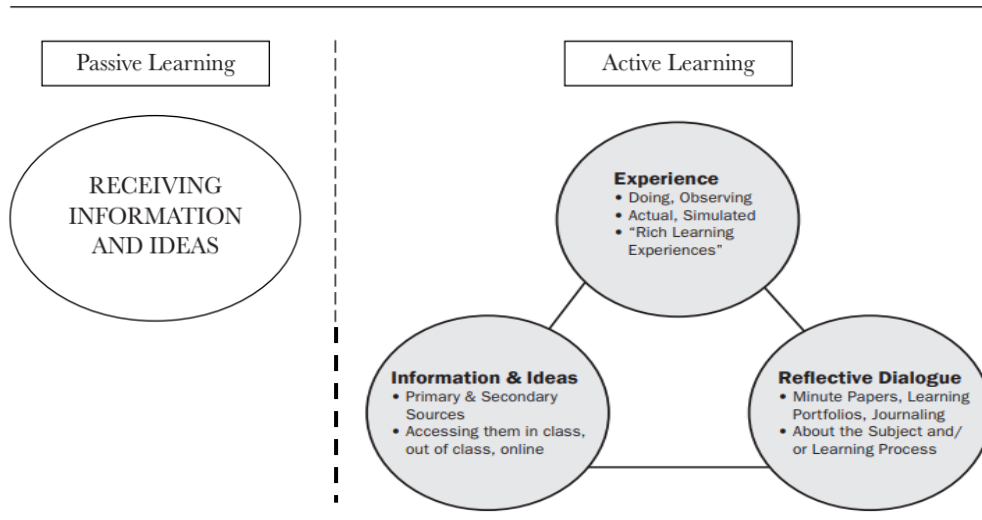 Passive Learning
RECEIVING
INFORMATION
AND IDEAS
Active Learning
Experience
• Doing, Observing
• Actual, Simulated
• “Rich Learning
Experiences”
Information & Ideas
• Primary & Secondary
Sources
• Accessing them in class,
out of class, online
Reflective Dialogue
• Minute Papers, Learning
Portfolios, Journaling
• About the Subject and/
or Learning Process